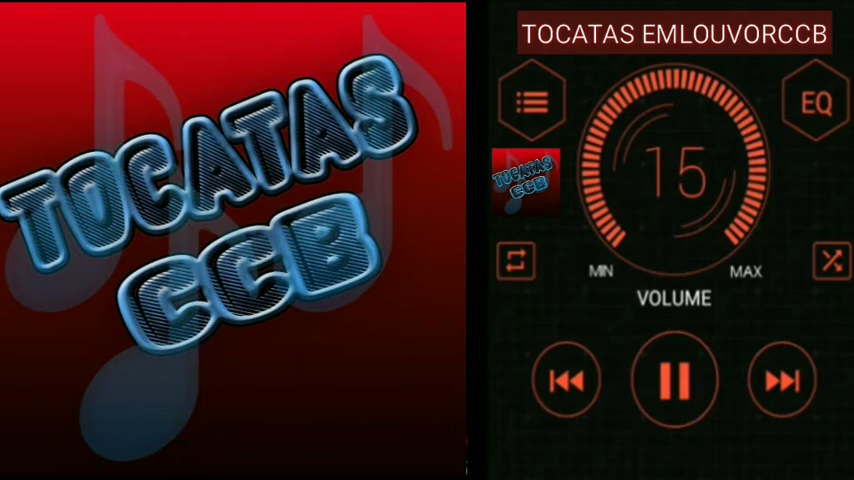 TOCATAS
CCB
TOCATAS EMLOUVORCCB
EQ
TOCATAS
CCB
15
MIN
MAX
VOLUME